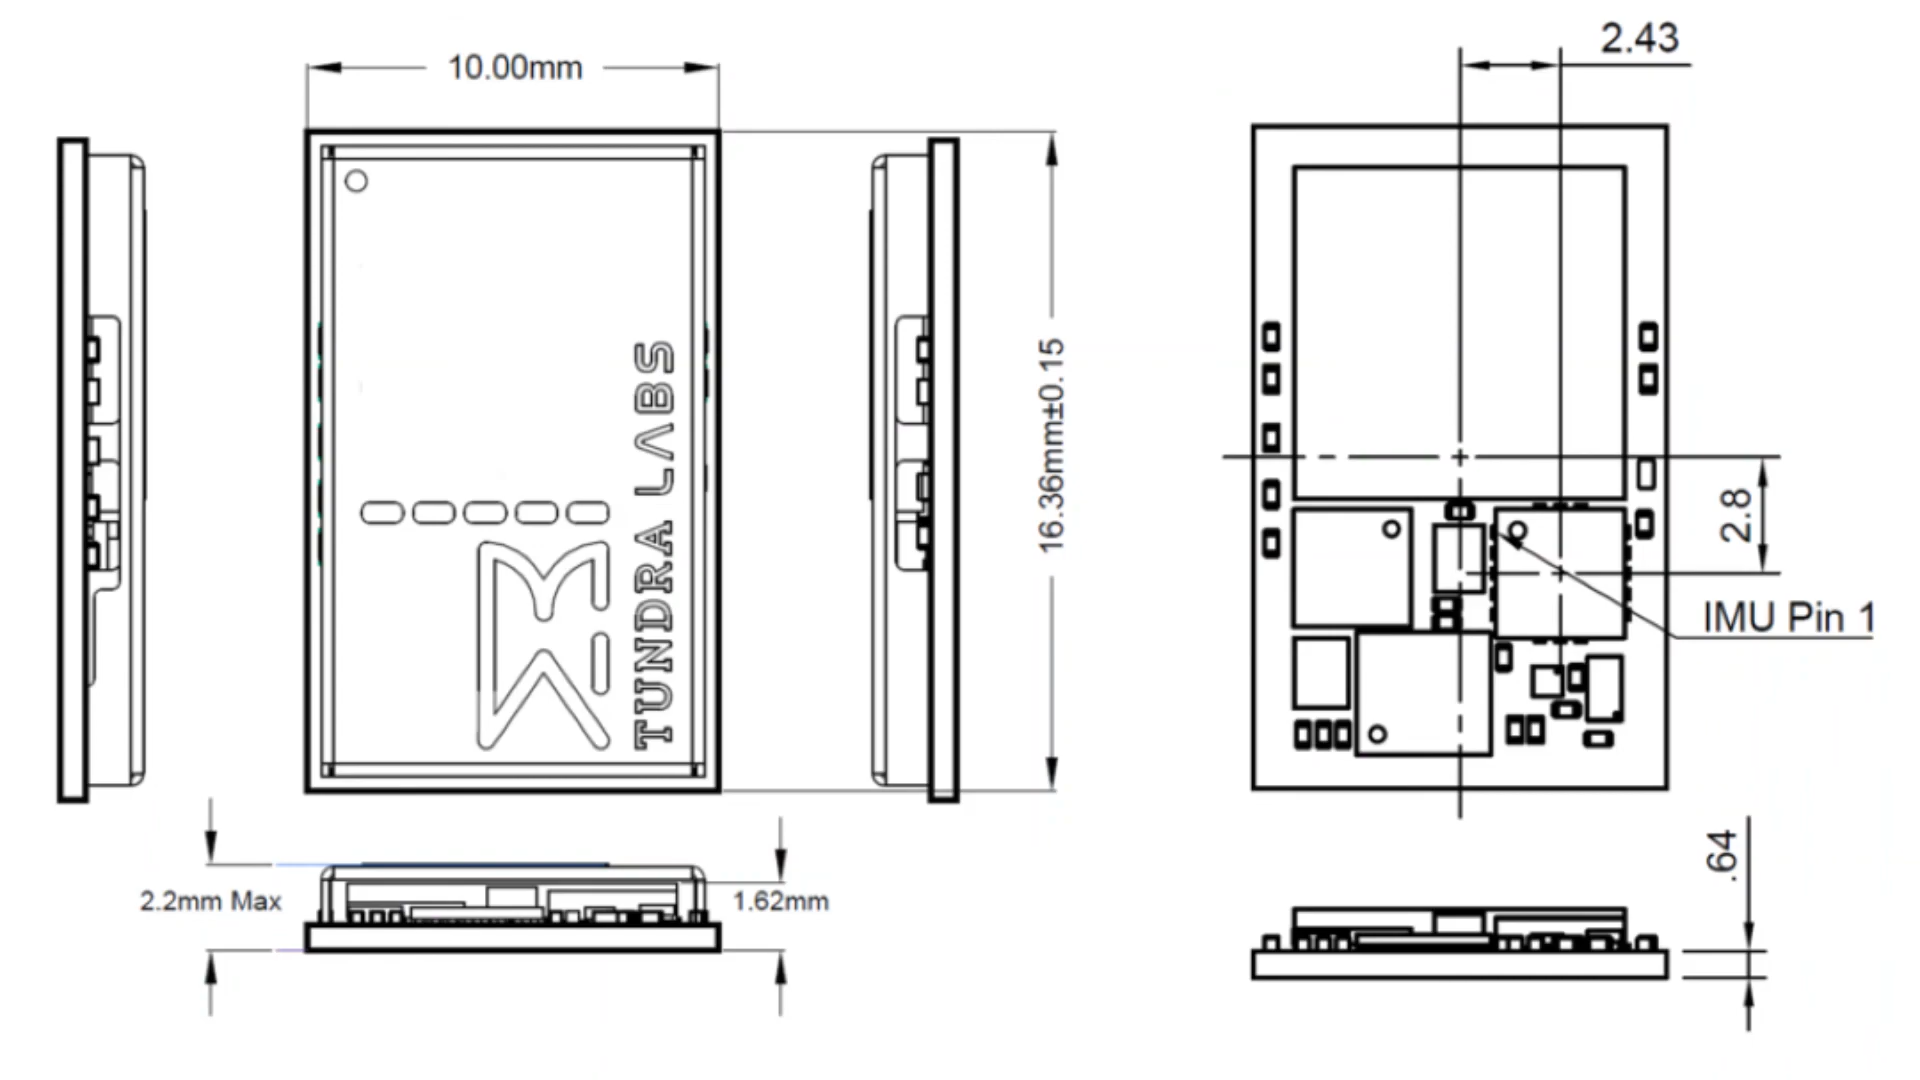 10.00mm
2.43
16.36mm±0.15
TUNDRA LABS
2.8
IMU Pin 1
2.2mm Max
1.62mm
.64